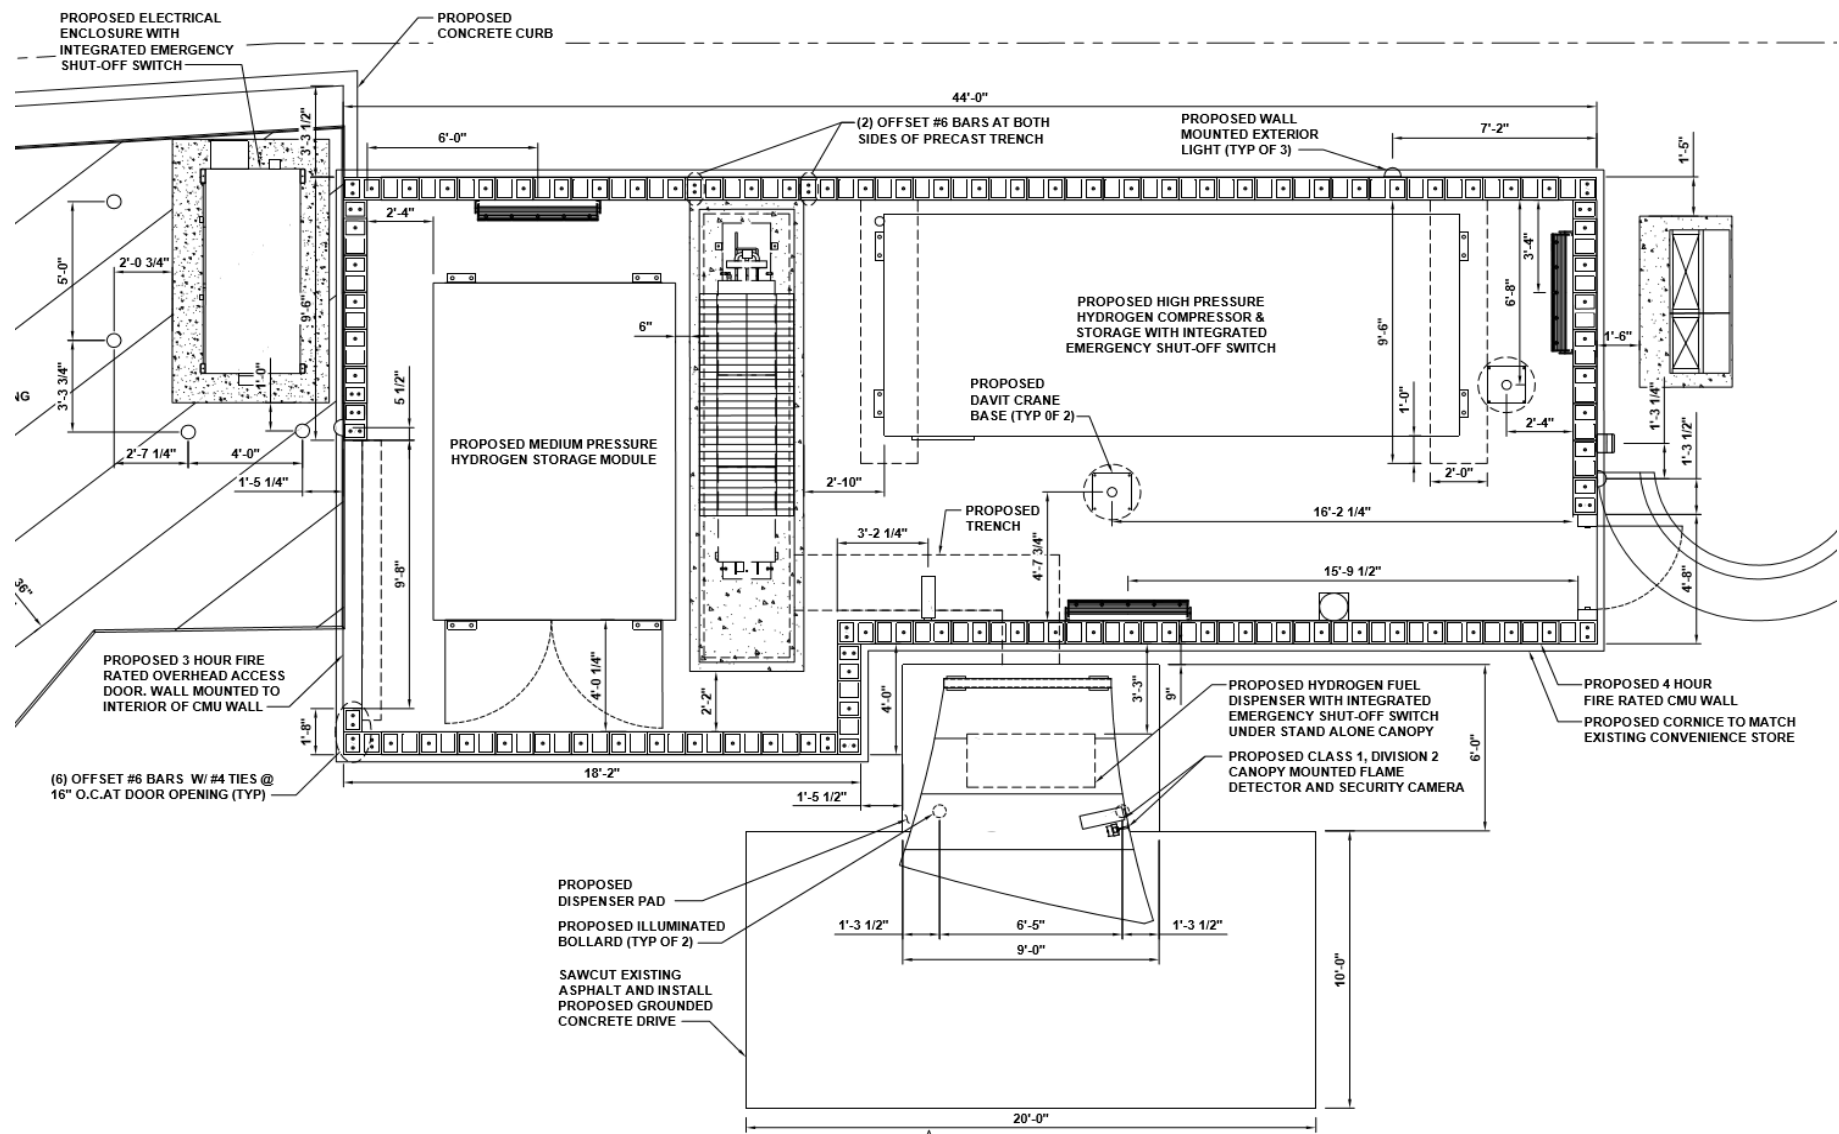 PROPOSED ELECTRICAL
ENCLOSURE WITH
INTEGRATED EMERGENCY
SHUT-OFF SWITCH
PROPOSED
CONCRETE CURB
44'-0"
3'-3 1/2"
6'-0"
(2) OFFSET #6 BARS AT BOTH
SIDES OF PRECAST TRENCH
PROPOSED WALL
MOUNTED EXTERIOR
LIGHT (TYP OF 3)
7'-2"
1'-5"
2'-4"
5'-0"
2'-0 3/4"
9'-6"
6"
PROPOSED HIGH PRESSURE
HYDROGEN COMPRESSOR &
STORAGE WITH INTEGRATED
EMERGENCY SHUT-OFF SWITCH
9'-6"
6'-8"
3'-4"
1'-6"
NG
3'-3 3/4"
1'-0"
5 1/2"
PROPOSED
DAVIT CRANE
BASE (TYP 0F 2)
1'-0"
2'-4"
1'-3 1/4"
1'-3 1/2"
PROPOSED MEDIUM PRESSURE
HYDROGEN STORAGE MODULE
2'-7 1/4"
4'-0"
1'-5 1/4"
2'-10"
2'-0"
PROPOSED
TRENCH
16'-2 1/4"
3'-2 1/4"
4'-7 3/4"
9'-8"
15'-9 1/2"
4'-8"
36"
PROPOSED 3 HOUR FIRE
RATED OVERHEAD ACCESS
DOOR. WALL MOUNTED TO
INTERIOR OF CMU WALL
4'-0 1/4"
2'-2"
4'-0"
3'-3"
9"
PROPOSED HYDROGEN FUEL
DISPENSER WITH INTEGRATED
EMERGENCY SHUT-OFF SWITCH
UNDER STAND ALONE CANOPY
PROPOSED 4 HOUR
FIRE RATED CMU WALL
PROPOSED CORNICE TO MATCH
EXISTING CONVENIENCE STORE
1'-8"
6'-0"
(6) OFFSET #6 BARS W/ #4 TIES @
16" O.C.AT DOOR OPENING (TYP)
18'-2"
PROPOSED CLASS 1, DIVISION 2
CANOPY MOUNTED FLAME
DETECTOR AND SECURITY CAMERA
1'-5 1/2"
PROPOSED
DISPENSER PAD
PROPOSED ILLUMINATED
BOLLARD (TYP OF 2)
1'-3 1/2"
6'-5"
1'-3 1/2"
9'-0"
SAWCUT EXISTING
ASPHALT AND INSTALL
PROPOSED GROUNDED
CONCRETE DRIVE
10'-0"
20'-0"